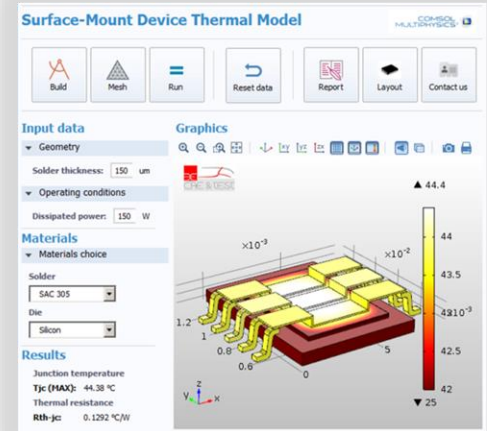 Surface-Mount Device Thermal Model
COMSOL
MULTIPHYSICS®
Build
Mesh
Run
Reset data
Report
Layout
Contact us
Input data
Geometry
Solder thickness: 150 um
Operating conditions
Dissipated power: 150 W
Materials
Materials choice
Solder
SAC 305
Die
Silicon
Results
Junction temperature
Tjc (MAX): 44.38 °C
Thermal resistance
Rth-jc: 0.1292 °C/W
Graphics
▲ 44.4
×10⁻³
×10⁻²
44
43.5
43
×10⁻³
42.5
42
▼ 25
1.2
1
0.8
0.6
0
5
y z x